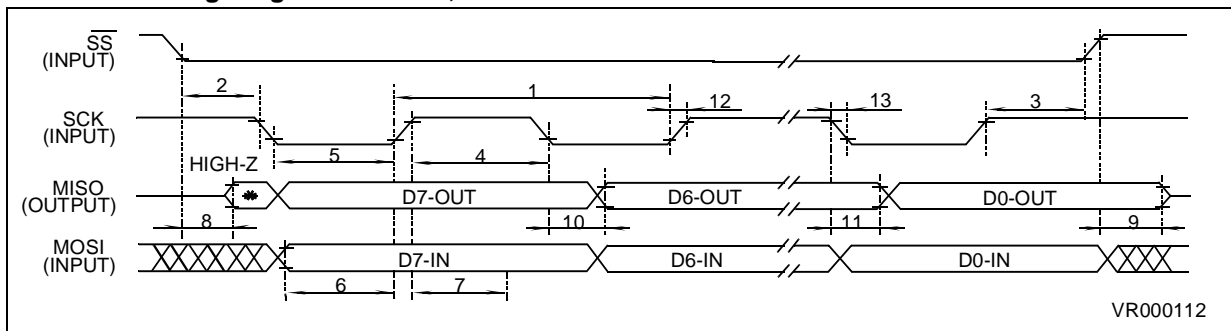 SS
(INPUT)
2
1
12
13
3
SCK
(INPUT)
5
4
HIGH-Z
MISO
(OUTPUT)
D7-OUT
D6-OUT
D0-OUT
8
10
11
9
MOSI
(INPUT)
D7-IN
D6-IN
D0-IN
6
7
VR000112